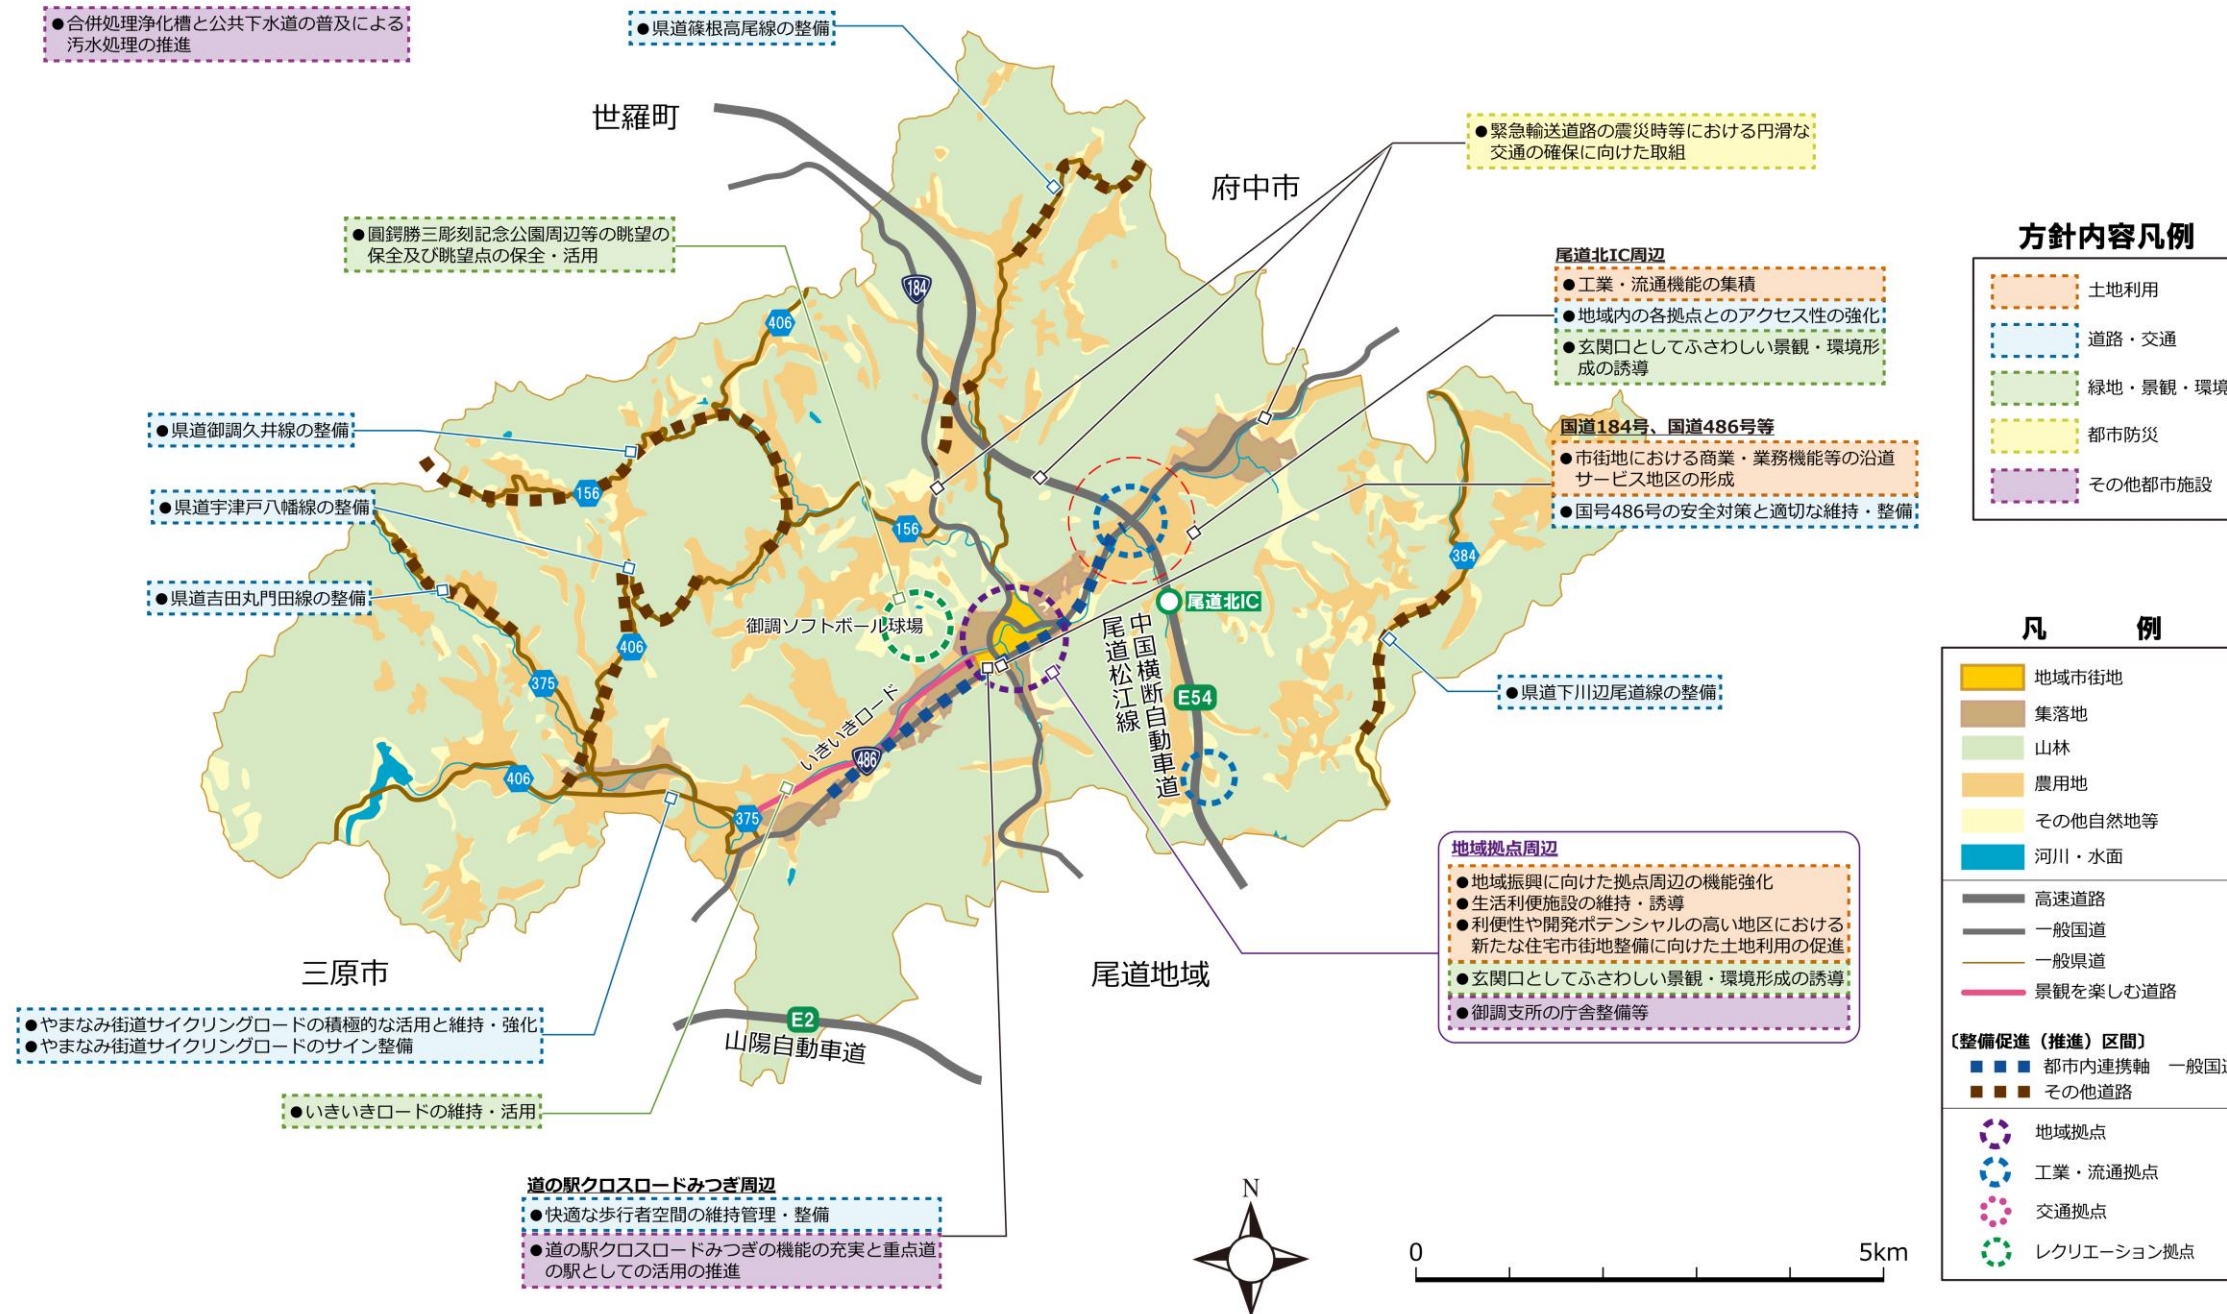 ●合併処理浄化槽と公共下水道の普及による
汚水処理の推進
●県道篠根高尾線の整備
世羅町
●緊急輸送道路の震災時等における円滑な
交通の確保に向けた取組
府中市
●圓鍔勝三彫刻記念公園周辺等の眺望の
保全及び眺望点の保全・活用
184
406
尾道北IC周辺
●工業・流通機能の集積
●地域内の各拠点とのアクセス性の強化
●玄関口としてふさわしい景観・環境形
成の誘導
国道184号、国道486号等
●市街地における商業・業務機能等の沿道
サービス地区の形成
●国号486号の安全対策と適切な維持・整備
●県道御調久井線の整備
●県道宇津戸八幡線の整備
●県道吉田丸門田線の整備
156
156
384
尾道北IC
御調ソフトボール球場
406
375
中国横断自動車道
尾道松江線
E54
●県道下川辺尾道線の整備
いきいきロード
486
406
375
地域拠点周辺
●地域振興に向けた拠点周辺の機能強化
●生活利便施設の維持・誘導
●利便性や開発ポテンシャルの高い地区における
新たな住宅市街地整備に向けた土地利用の促進
●玄関口としてふさわしい景観・環境形成の誘導
●御調支所の庁舎整備等
三原市
尾道地域
●やまなみ街道サイクリングロードの積極的な活用と維持・強化
●やまなみ街道サイクリングロードのサイン整備
E2
山陽自動車道
●いきいきロードの維持・活用
道の駅クロスロードみつぎ周辺
●快適な歩行者空間の維持管理・整備
●道の駅クロスロードみつぎの機能の充実と重点道
の駅としての活用の推進
N
0 5km
方針内容凡例
土地利用
道路・交通
緑地・景観・環境
都市防災
その他都市施設
凡 例
地域市街地
集落地
山林
農用地
その他自然地等
河川・水面
高速道路
一般国道
一般県道
景観を楽しむ道路
〔整備促進（推進）区間〕
都市内連携軸 一般国道
その他道路
地域拠点
工業・流通拠点
交通拠点
レクリエーション拠点